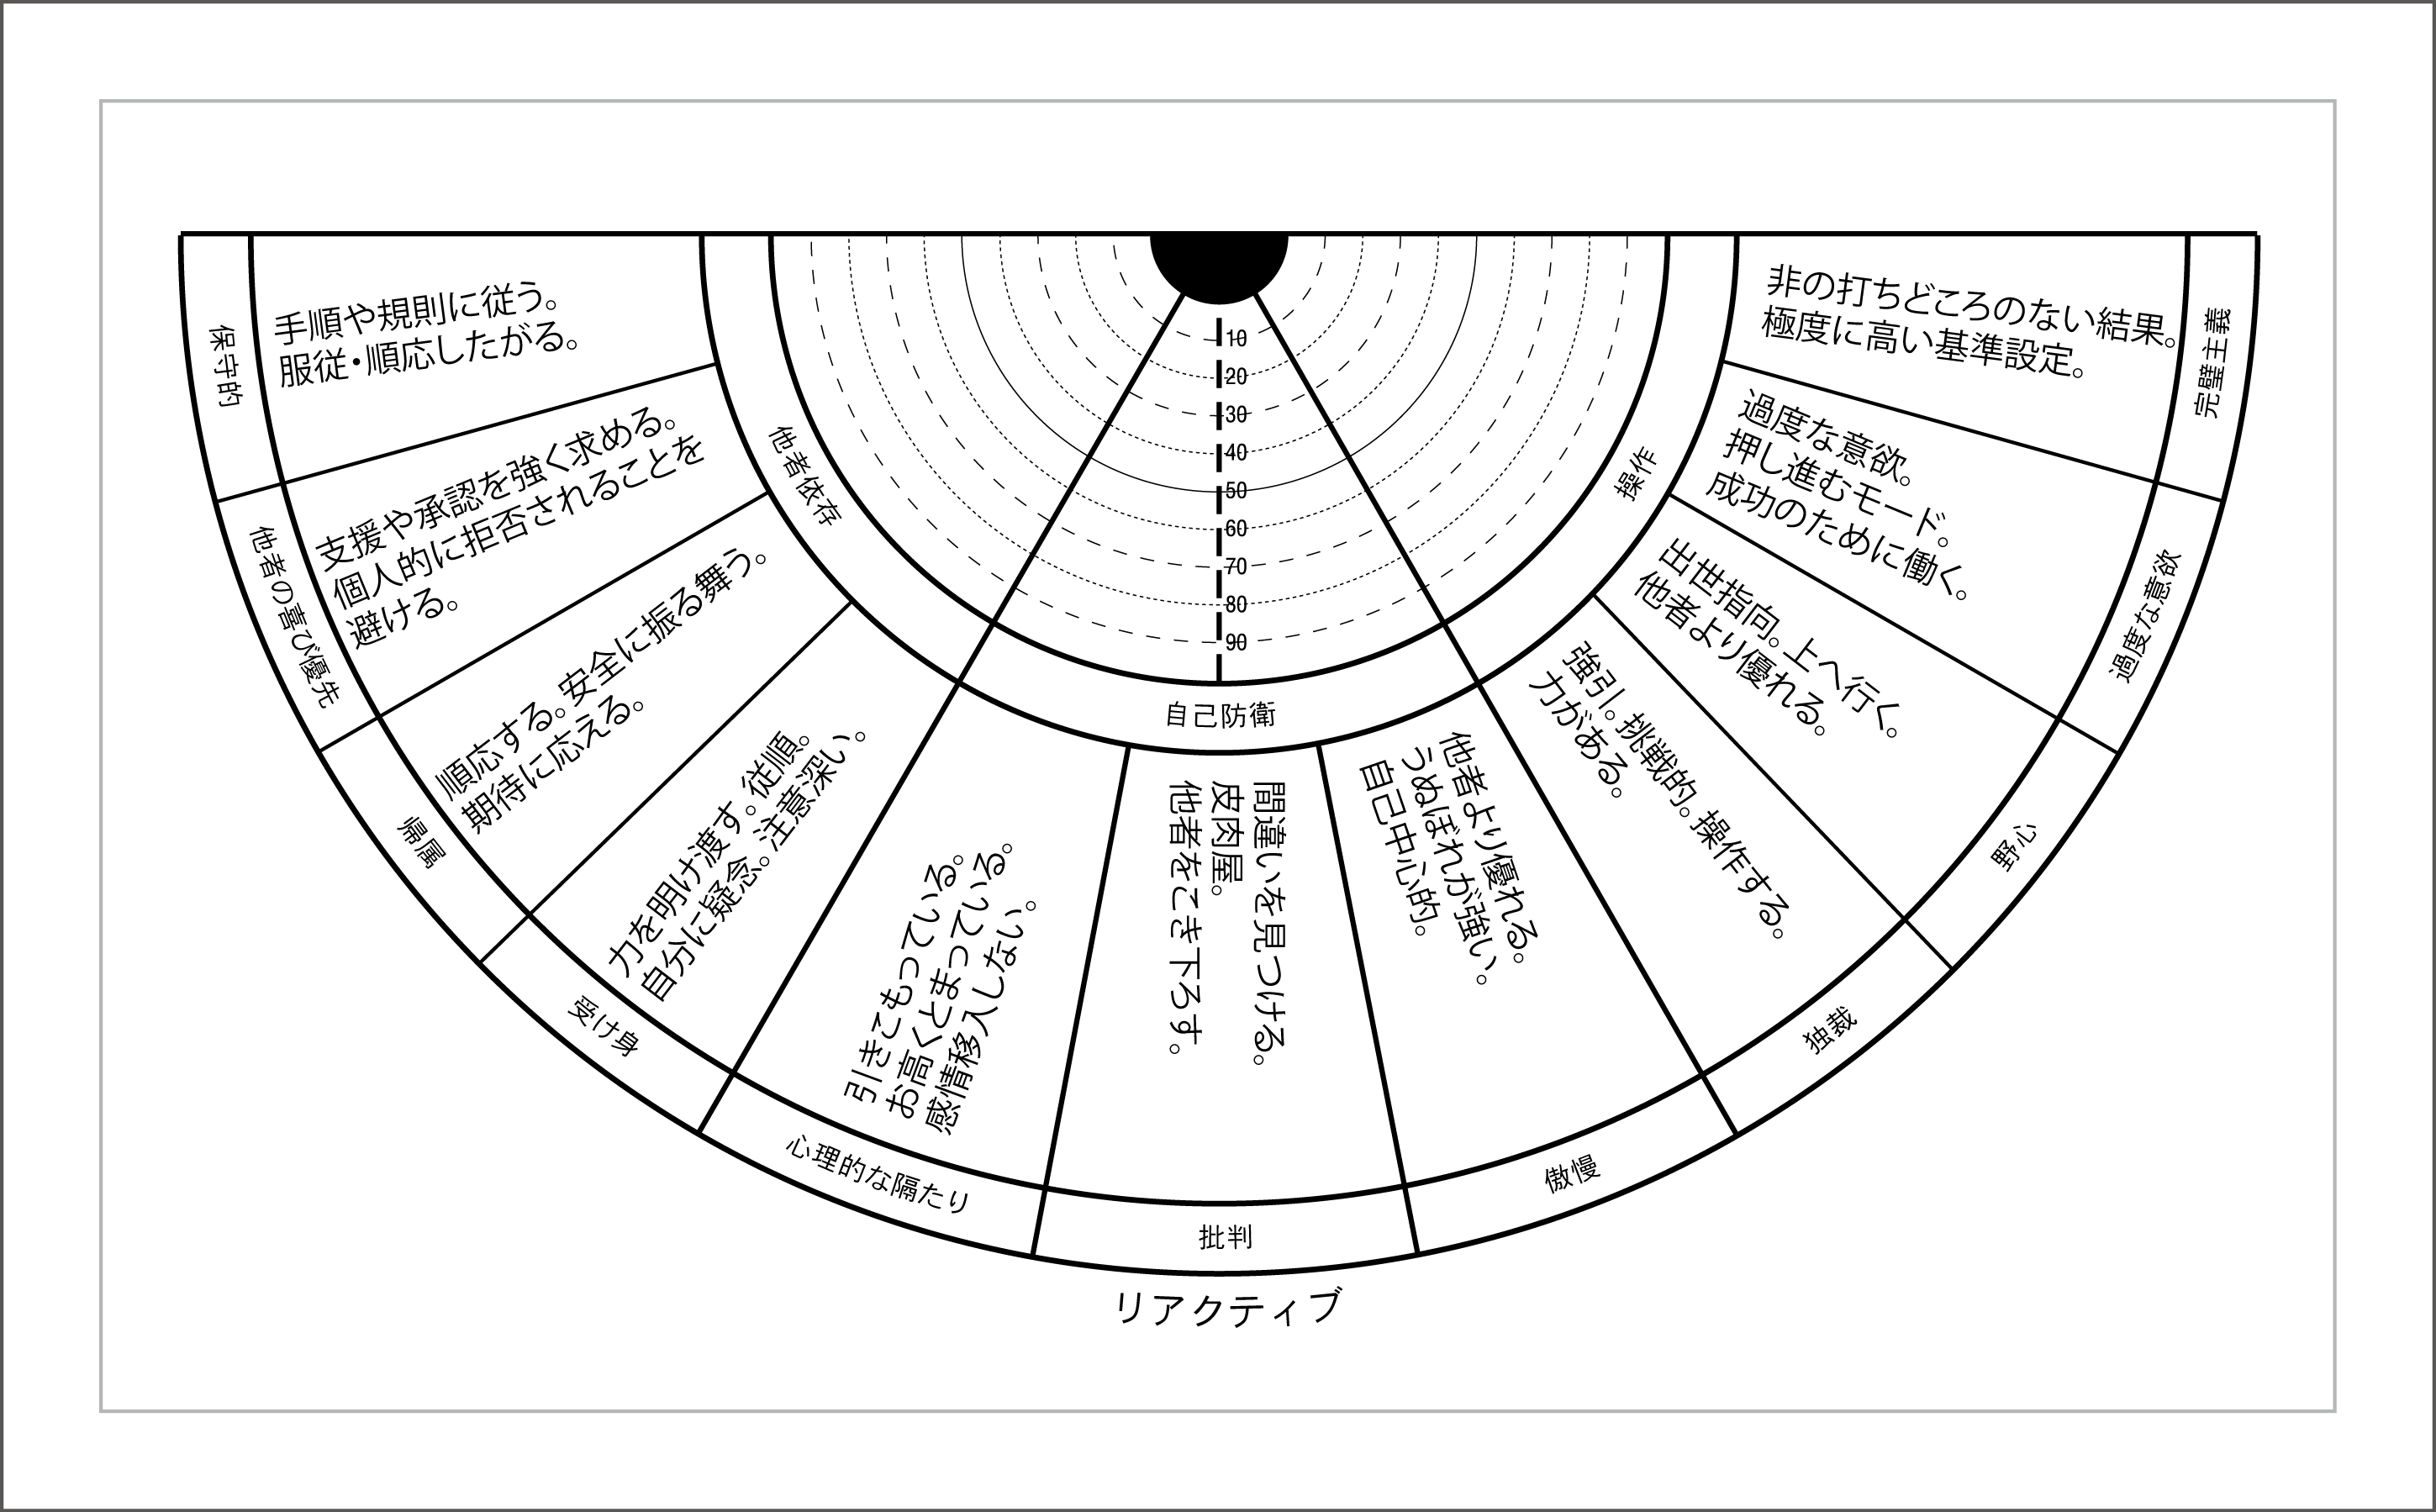 保守的
手順や規則に従う。
服従・順応したがる。
他者の喜び優先
支援や承認を強く求める。
個人的に拒否されることを
避ける。
帰属
順応する。安全に振る舞う。
期待に応える。
受け身
力を明け渡す。従順。
自分に疑念。注意深い。
他者依存
心理的な隔たり
引きこもっている。
お高くとまっている。
感情移入しない。
批判
間違いを見つける。
皮肉屋。
他者をこき下ろす。
傲慢
他者より優れる。
うぬぼれが強い。
自己中心的。
自己防衛
独裁
強引。挑戦的。操作する。
力がある。
野心
出世指向。上へ行く。
他者より優れる。
過度な意欲
過度な意欲。
押し進むモード。
成功のために働く。
完璧主義
非の打ちどころのない結果。
極度に高い基準設定。
操作
10
20
30
40
50
60
70
80
90
リアクティブ